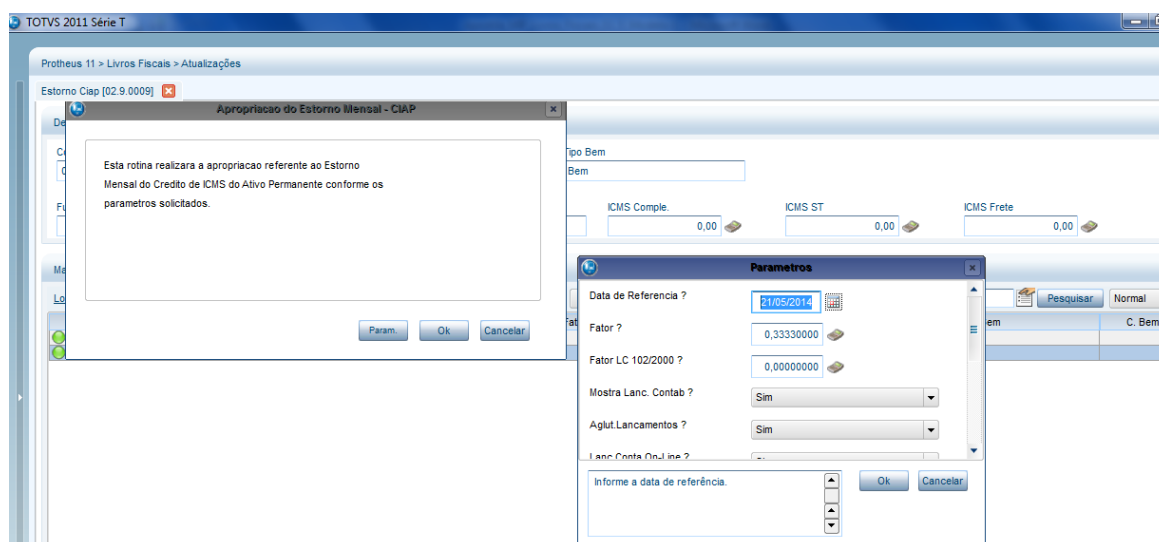 TOTVS 2011 Série T
Protheus 11 > Livros Fiscais > Atualizações
Estorno Ciap [02.9.0009]
Apropriacao do Estorno Mensal - CIAP
Esta rotina realizara a apropriacao referente ao Estorno
Mensal do Credito de ICMS do Ativo Permanente conforme os
parametros solicitados.
Param. Ok Cancelar
Tipo Bem
Bem
ICMS Comple. ICMS ST ICMS Frete
0,00 0,00 0,00
Parametros
Data de Referencia ? 21/05/2014
Fator ? 0,33330000
Fator LC 102/2000 ? 0,00000000
Mostra Lanc. Contab ? Sim
Aglut.Lancamentos ? Sim
Lanc Conta On-Line ?
Informe a data de referência.
Ok Cancelar
Pesquisar Normal
C. Bem